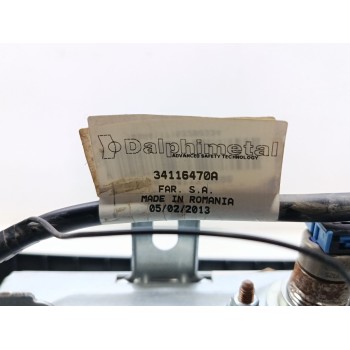 Dalphimetal
ADVANCED SAFETY TECHNOLOGY
34116470A
FAR. S.A.
MADE IN ROMANIA
05/02/2013